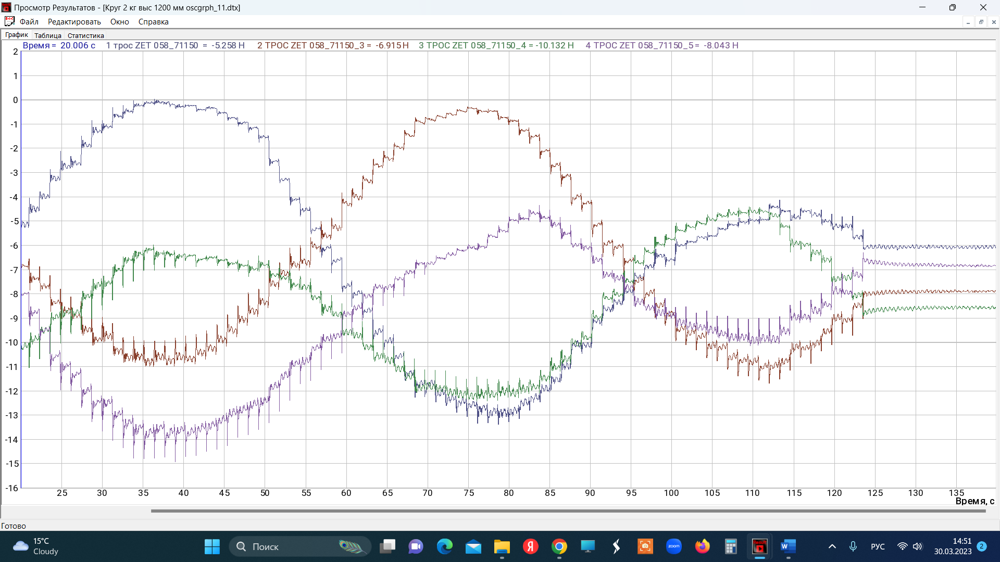 Просмотр Результатов - [Круг 2 кг выс 1200 мм oscgrph_11.dtx]
Файл Редактировать Окно Справка
График Таблица Статистика
Время = 20.006 с 1 трос ZET 058_71150 = -5.258 Н 2 ТРОС ZET 058_71150_3 = -6.915 Н 3 ТРОС ZET 058_71150_4 = -10.132 Н 4 ТРОС ZET 058_71150_5 = -8.043 Н
2
1
0
-1
-2
-3
-4
-5
-6
-7
-8
-9
-10
-11
-12
-13
-14
-15
-16
25 30 35 40 45 50 55 60 65 70 75 80 85 90 95 100 105 110 115 120 125 130 135
Время, с
Готово
15°C
Cloudy
Поиск
zoom
РУС
14:51
30.03.2023
2